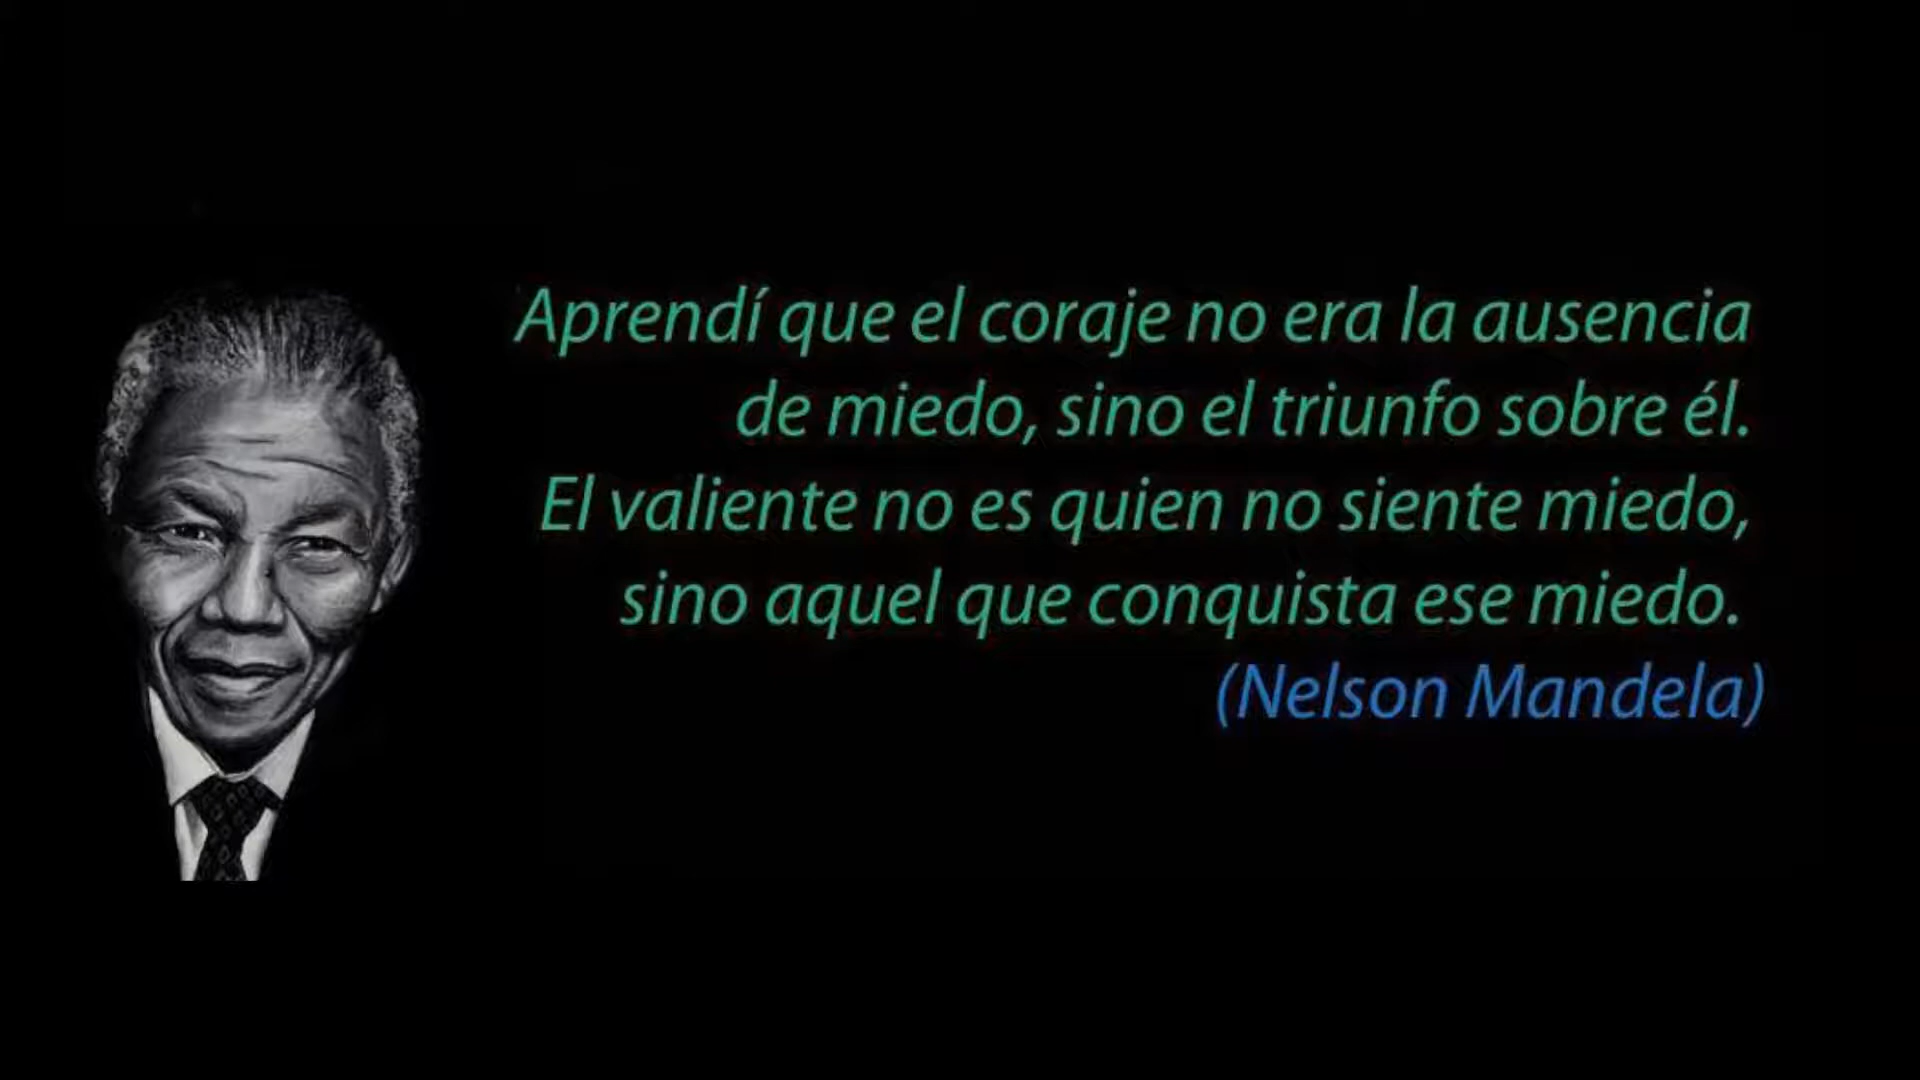 Aprendí que el coraje no era la ausencia
de miedo, sino el triunfo sobre él.
El valiente no es quien no siente miedo,
sino aquel que conquista ese miedo.
(Nelson Mandela)